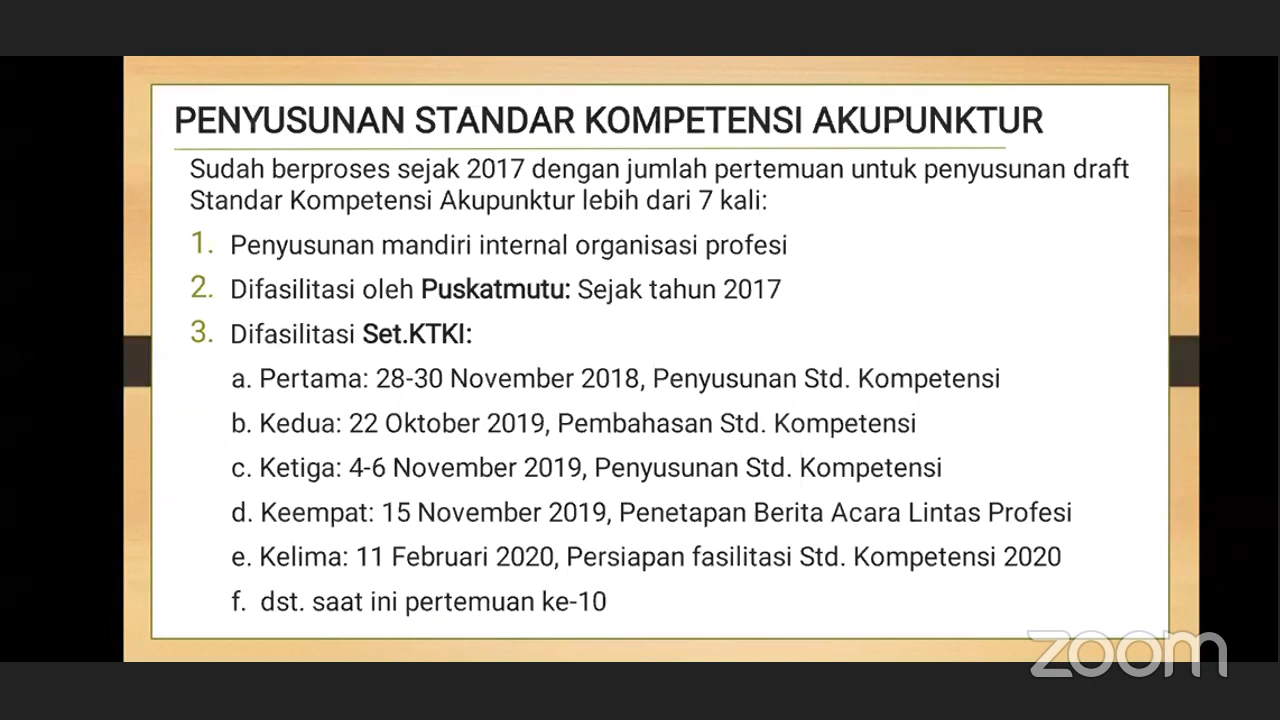 PENYUSUNAN STANDAR KOMPETENSI AKUPUNKTUR
Sudah berproses sejak 2017 dengan jumlah pertemuan untuk penyusunan draft
Standar Kompetensi Akupunktur lebih dari 7 kali:
1. Penyusunan mandiri internal organisasi profesi
2. Difasilitasi oleh Puskatmutu: Sejak tahun 2017
3. Difasilitasi Set.KTKI:
a. Pertama: 28-30 November 2018, Penyusunan Std. Kompetensi
b. Kedua: 22 Oktober 2019, Pembahasan Std. Kompetensi
c. Ketiga: 4-6 November 2019, Penyusunan Std. Kompetensi
d. Keempat: 15 November 2019, Penetapan Berita Acara Lintas Profesi
e. Kelima: 11 Februari 2020, Persiapan fasilitasi Std. Kompetensi 2020
f. dst. saat ini pertemuan ke-10
zoom